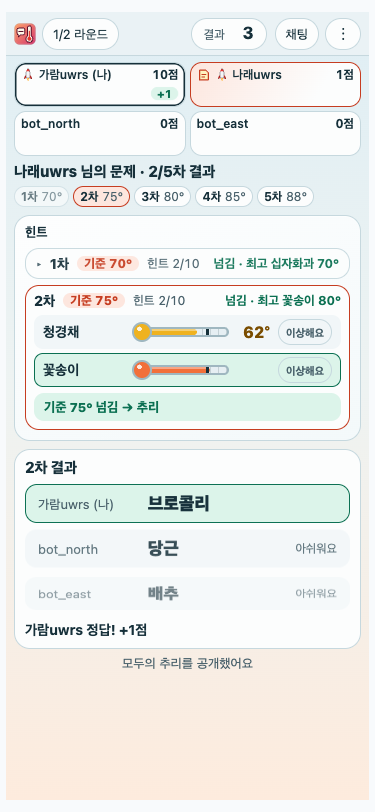 1/2 라운드
결과 3
채팅
⋮
가람uwrs (나) 10점
+1
나래uwrs 1점
bot_north 0점
bot_east 0점
나래uwrs 님의 문제 · 2/5차 결과
1차 70° 2차 75° 3차 80° 4차 85° 5차 88°
힌트
▸ 1차 기준 70° 힌트 2/10 넘김 · 최고 십자화과 70°
2차 기준 75° 힌트 2/10 넘김 · 최고 꽃송이 80°
청경채 62° 이상해요
꽃송이 이상해요
기준 75° 넘김 → 추리
2차 결과
가람uwrs (나) 브로콜리
bot_north 당근 아쉬워요
bot_east 배추 아쉬워요
가람uwrs 정답! +1점
모두의 추리를 공개했어요